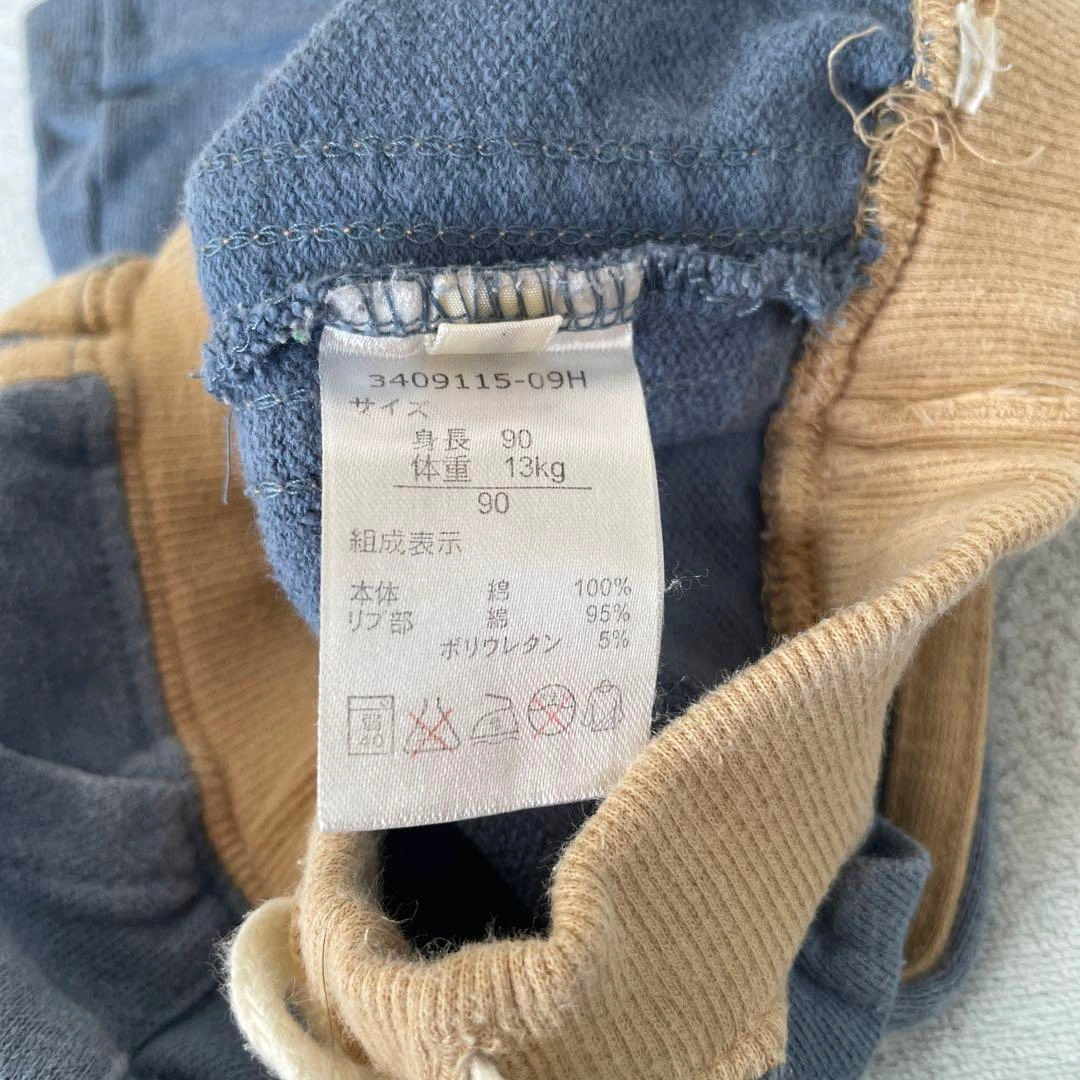 3409115-09H
サイズ
身長 90
体重 13kg
90
組成表示
本体 綿 100%
リブ部 綿 95%
ポリウレタン 5%
40